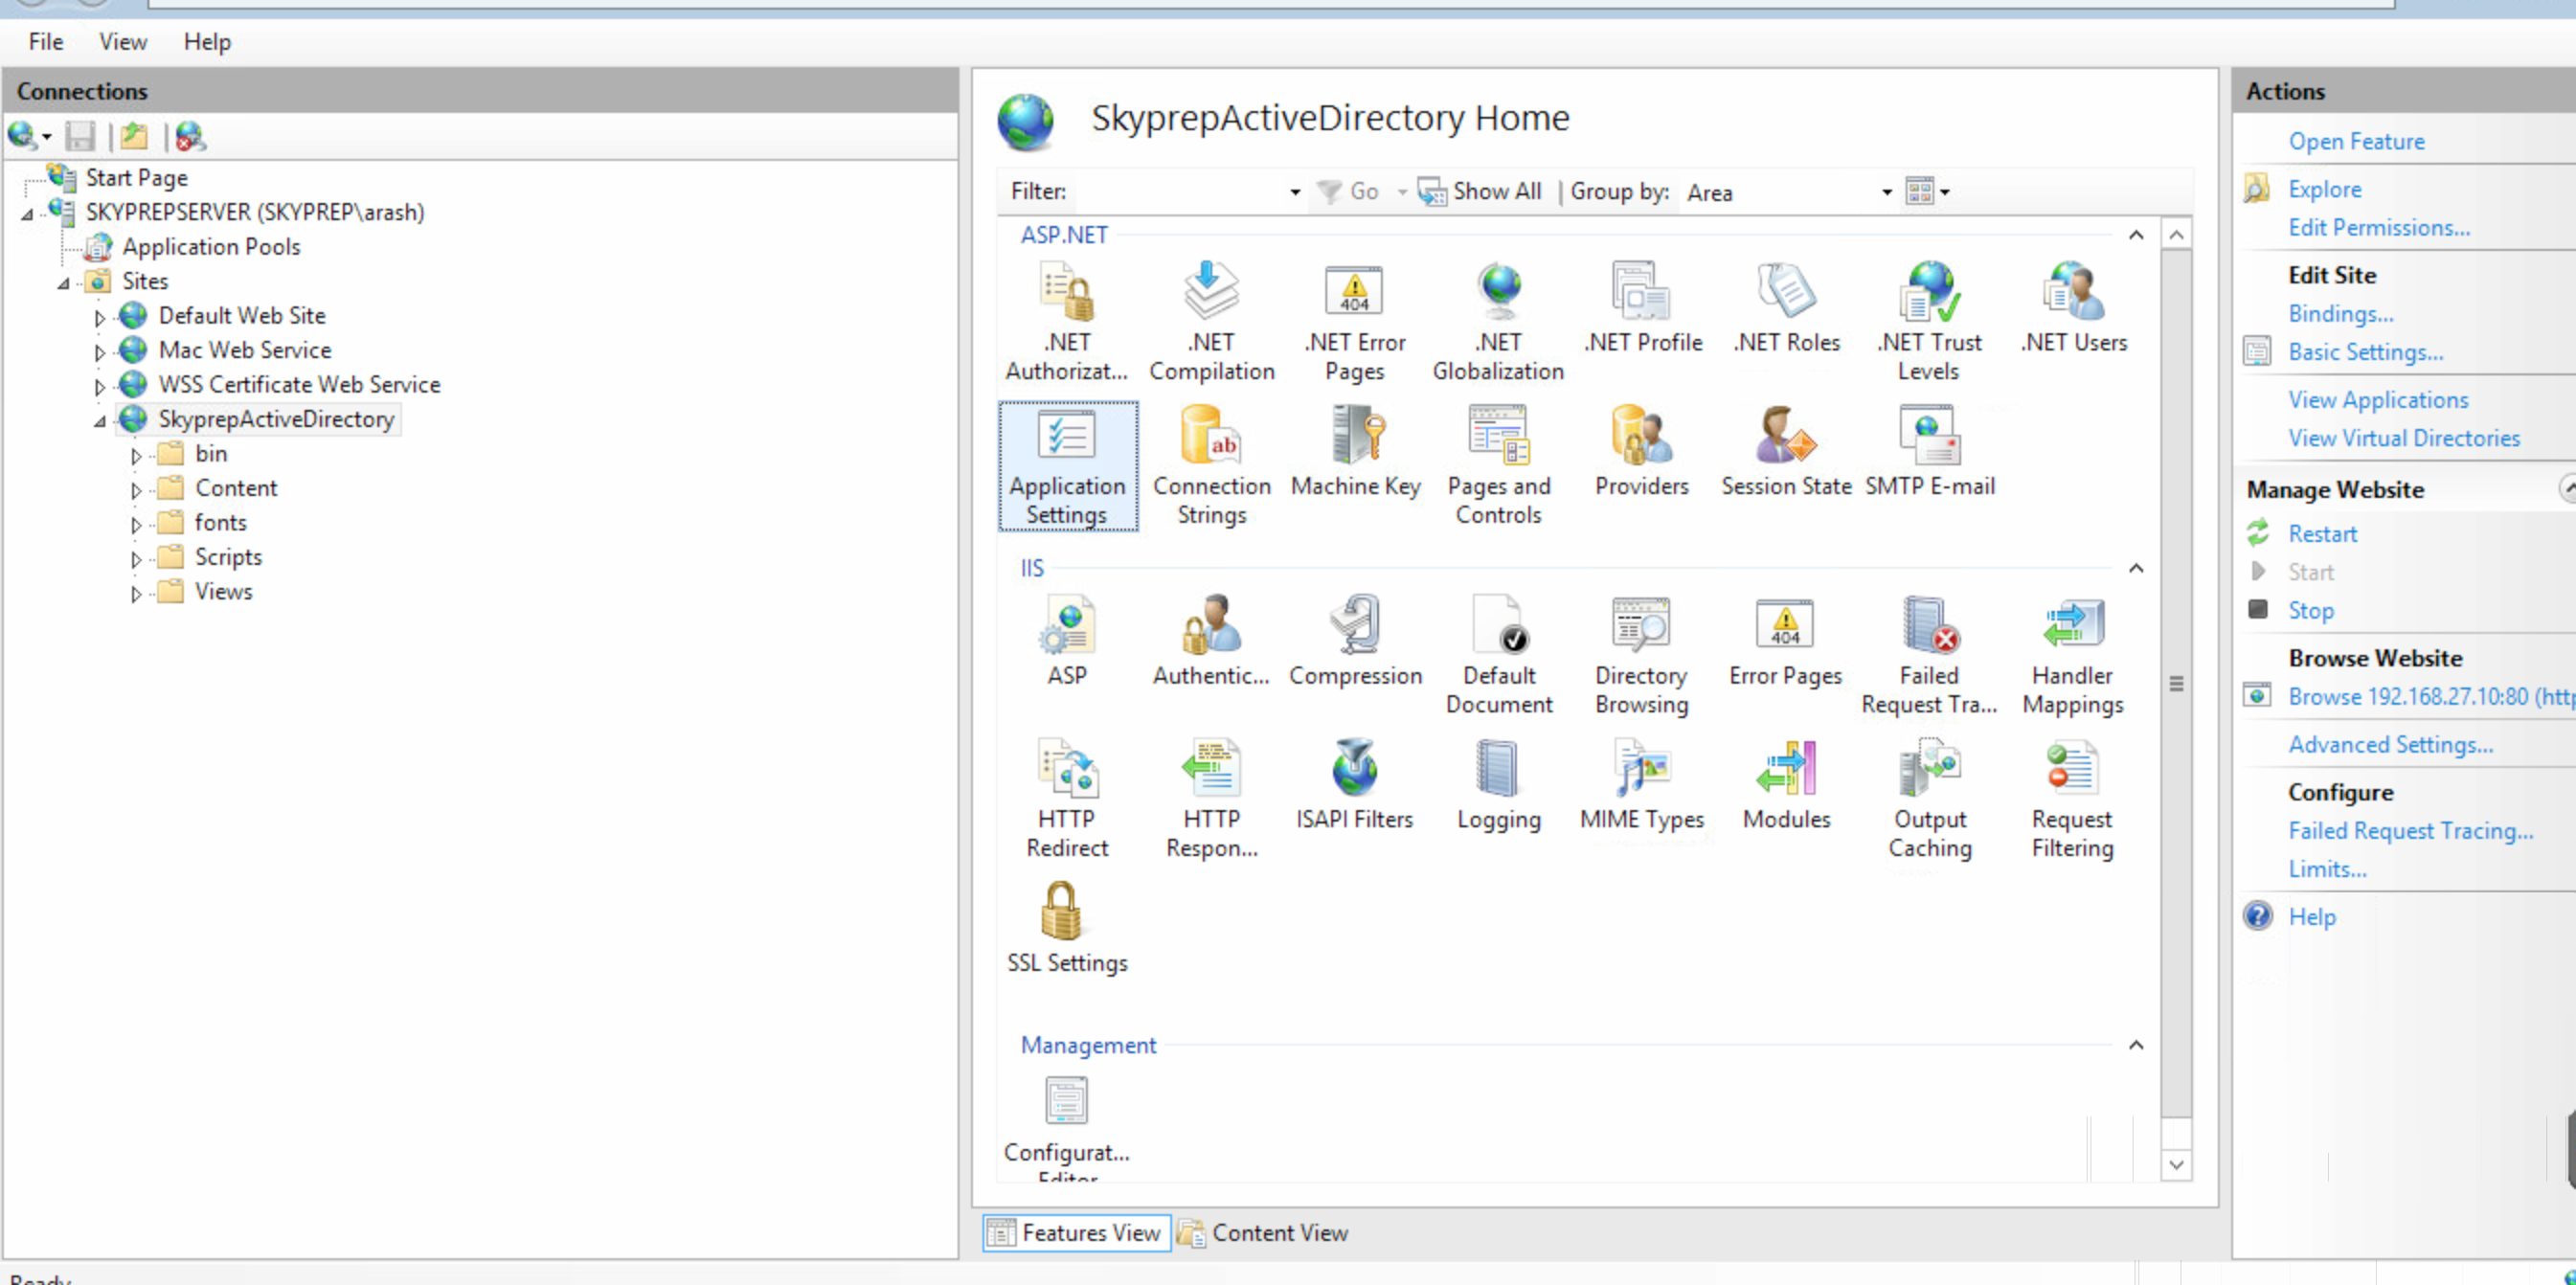 File View Help
Connections
Start Page
SKYPREPSERVER (SKYPREP\arash)
Application Pools
Sites
Default Web Site
Mac Web Service
WSS Certificate Web Service
SkyprepActiveDirectory
bin
Content
fonts
Scripts
Views
SkyprepActiveDirectory Home
Filter: Go Show All Group by: Area
ASP.NET
.NET Authorizat...
.NET Compilation
.NET Error Pages
.NET Globalization
.NET Profile
.NET Roles
.NET Trust Levels
.NET Users
Application Settings
Connection Strings
ab
Machine Key
Pages and Controls
Providers
Session State
SMTP E-mail
404
IIS
ASP
Authentic...
Compression
Default Document
Directory Browsing
Error Pages
404
Failed Request Tra...
Handler Mappings
HTTP Redirect
HTTP Respon...
ISAPI Filters
Logging
MIME Types
Modules
Output Caching
Request Filtering
SSL Settings
Management
Configurat... Editor
Features View Content View
Actions
Open Feature
Explore
Edit Permissions...
Edit Site
Bindings...
Basic Settings...
View Applications
View Virtual Directories
Manage Website
Restart
Start
Stop
Browse Website
Browse 192.168.27.10:80 (http
Advanced Settings...
Configure
Failed Request Tracing...
Limits...
Help
Ready